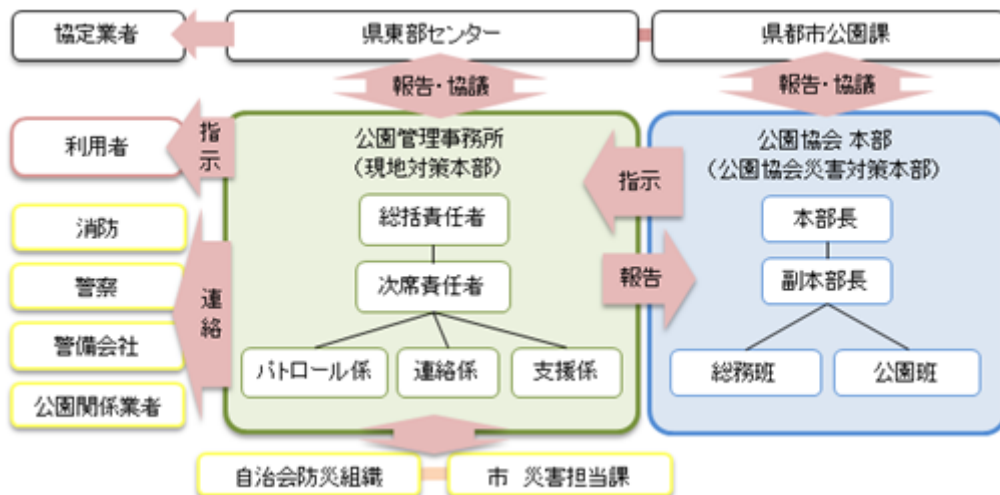 協定業者
県東部センター
県都市公園課
報告・協議
報告・協議
利用者
指示
公園管理事務所
(現地対策本部)
公園協会 本部
(公園協会災害対策本部)
指示
総括責任者
本部長
消防
警察
連絡
次席責任者
報告
副本部長
警備会社
パトロール係
連絡係
支援係
総務班
公園班
公園関係業者
自治会防災組織
市 災害担当課